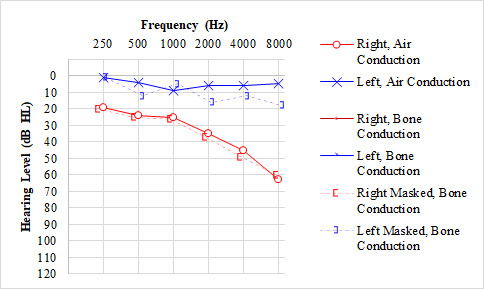 Frequency (Hz)
250 500 1000 2000 4000 8000
Hearing Level (dB HL)
0
10
20
30
40
50
60
70
80
90
100
110
120
Right, Air
Conduction
Left, Air Conduction
Right, Bone
Conduction
Left, Bone
Conduction
Right Masked, Bone
Conduction
Left Masked, Bone
Conduction